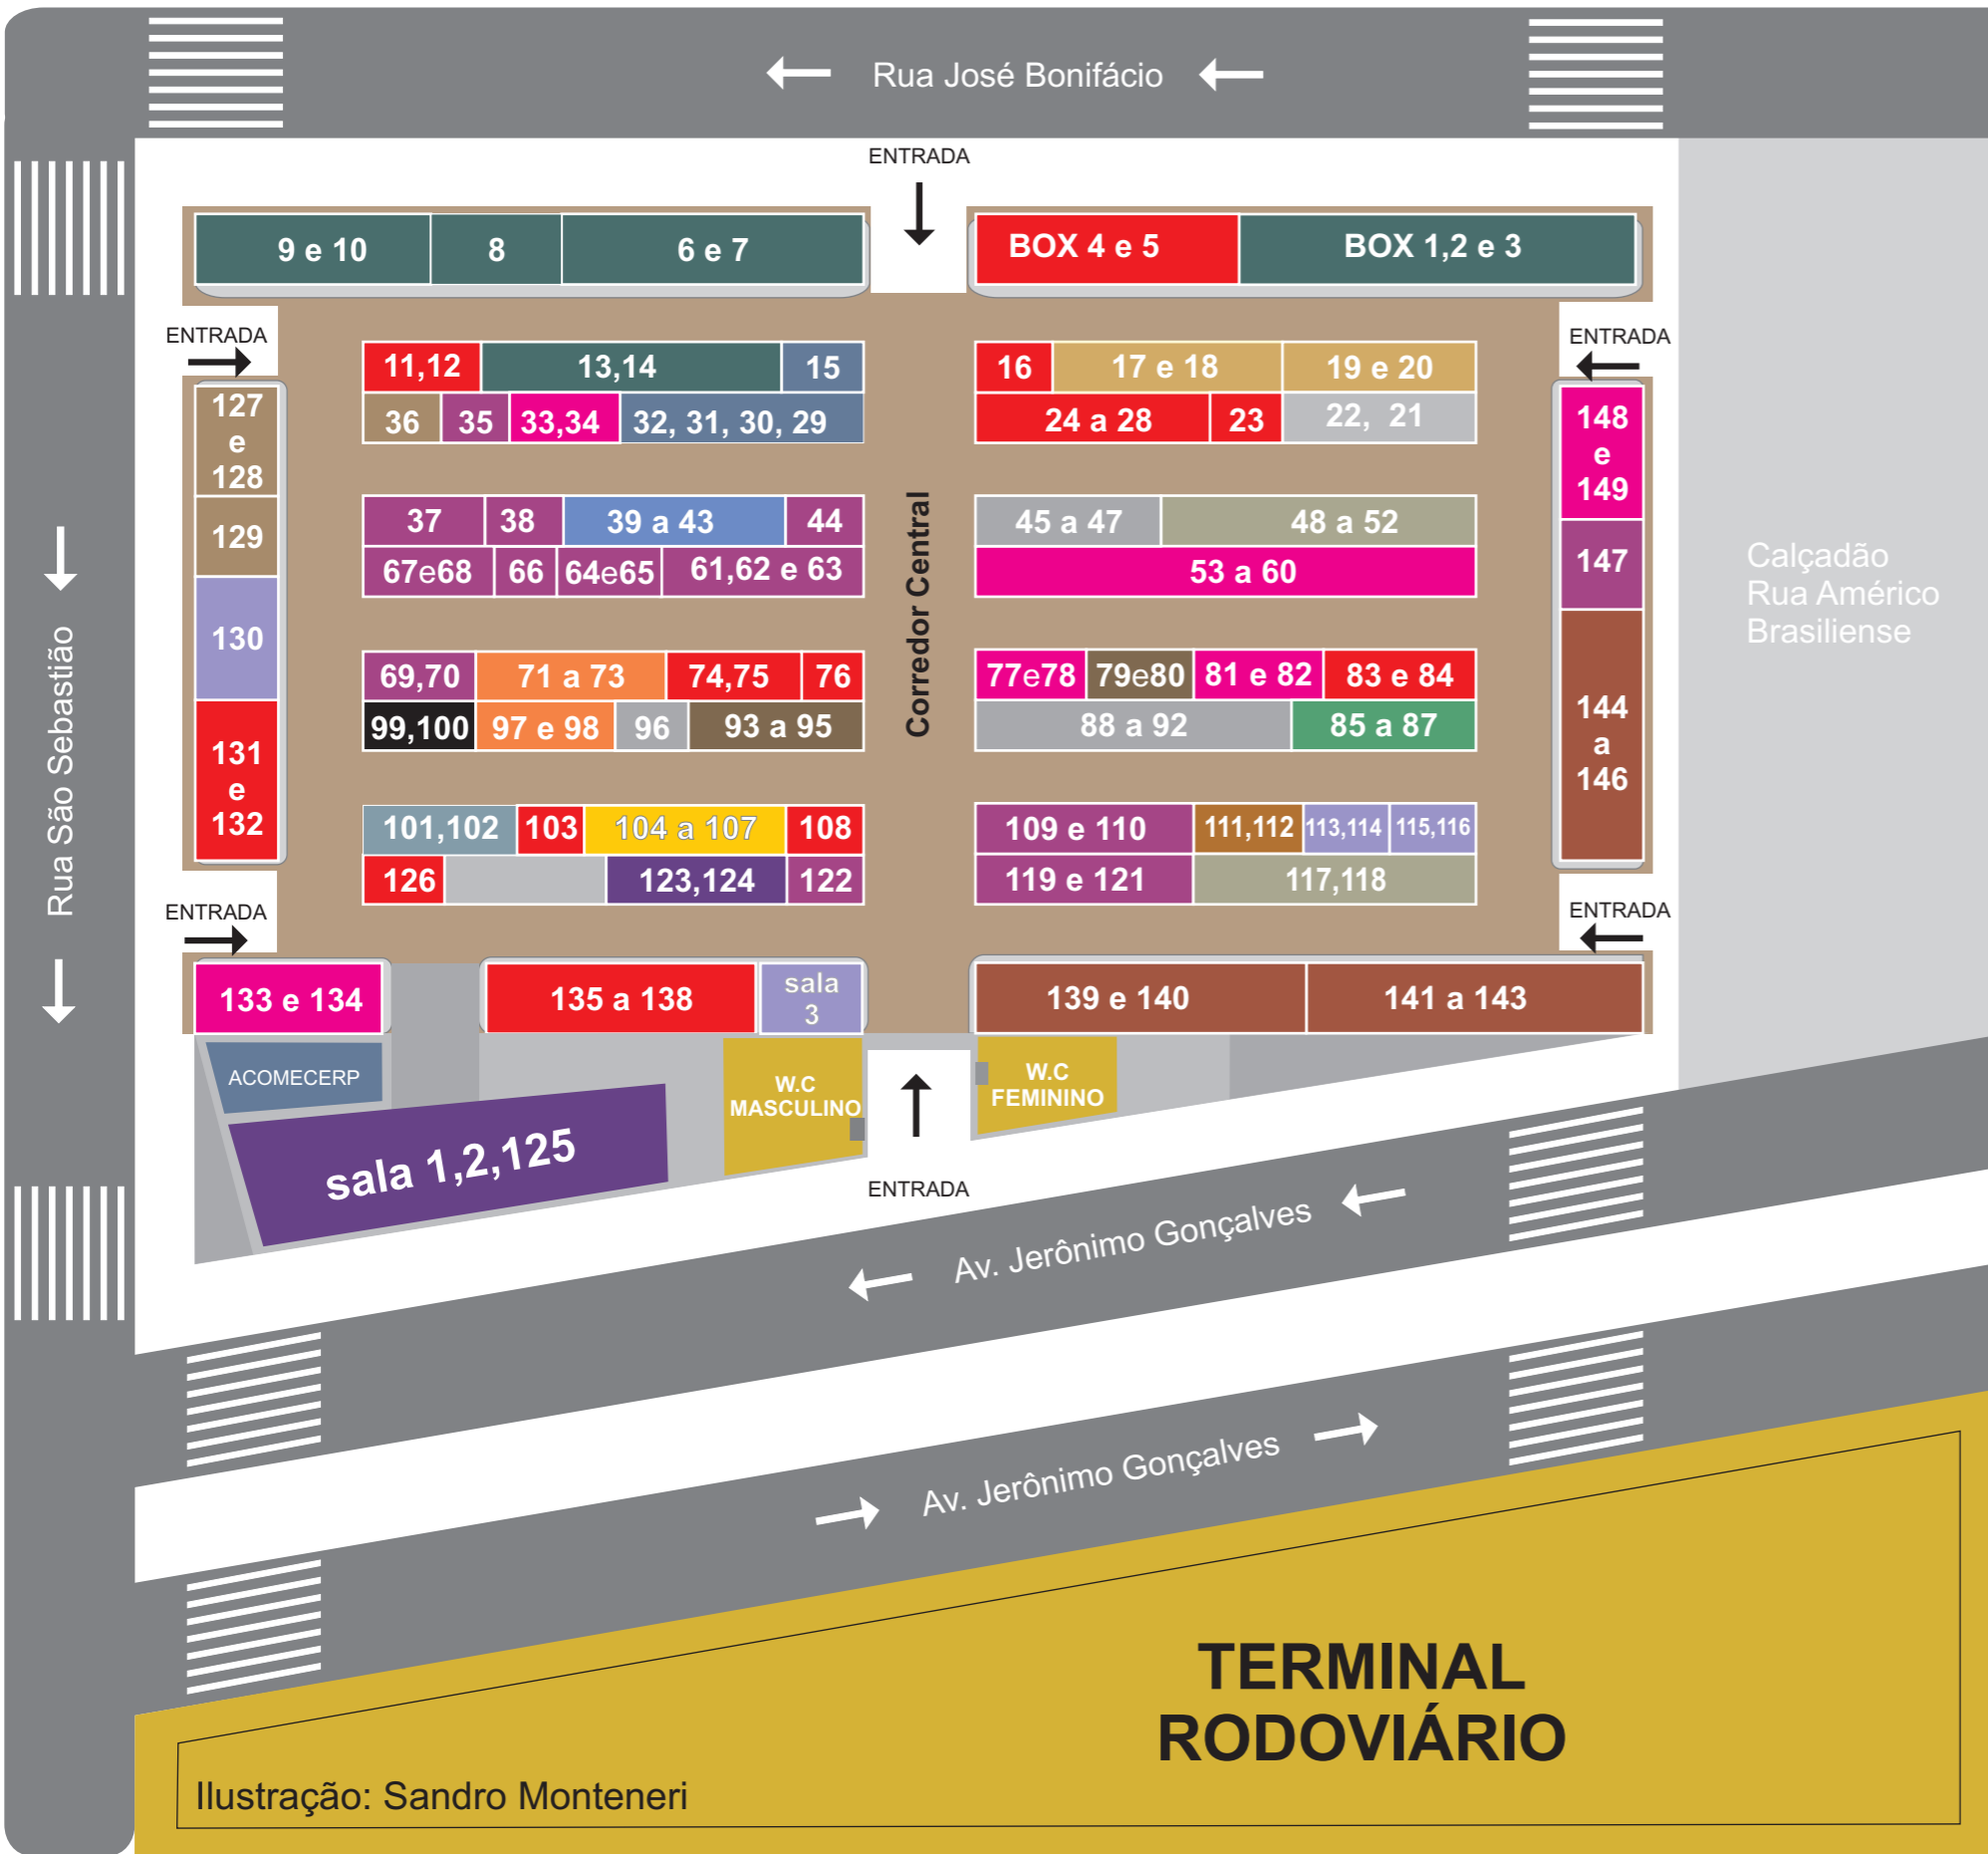 Rua José Bonifácio
ENTRADA
9 e 10
8
6 e 7
BOX 4 e 5
BOX 1,2 e 3
ENTRADA
ENTRADA
11,12
13,14
15
16
17 e 18
19 e 20
36
35
33,34
32, 31, 30, 29
24 a 28
23
22, 21
127
e
128
129
130
131
e
132
148
e
149
147
144
a
146
37
38
39 a 43
44
45 a 47
48 a 52
67e68
66
64e65
61,62 e 63
53 a 60
Corredor Central
Calçadão
Rua Américo
Brasiliense
Rua São Sebastião
69,70
71 a 73
74,75
76
77e78
79e80
81 e 82
83 e 84
99,100
97 e 98
96
93 a 95
88 a 92
85 a 87
101,102
103
104 a 107
108
109 e 110
111,112
113,114
115,116
126
123,124
122
119 e 121
117,118
ENTRADA
ENTRADA
133 e 134
135 a 138
sala
3
139 e 140
141 a 143
ACOMECERP
W.C
MASCULINO
W.C
FEMININO
sala 1,2,125
ENTRADA
Av. Jerônimo Gonçalves
Av. Jerônimo Gonçalves
TERMINAL
RODOVIÁRIO
Ilustração: Sandro Monteneri